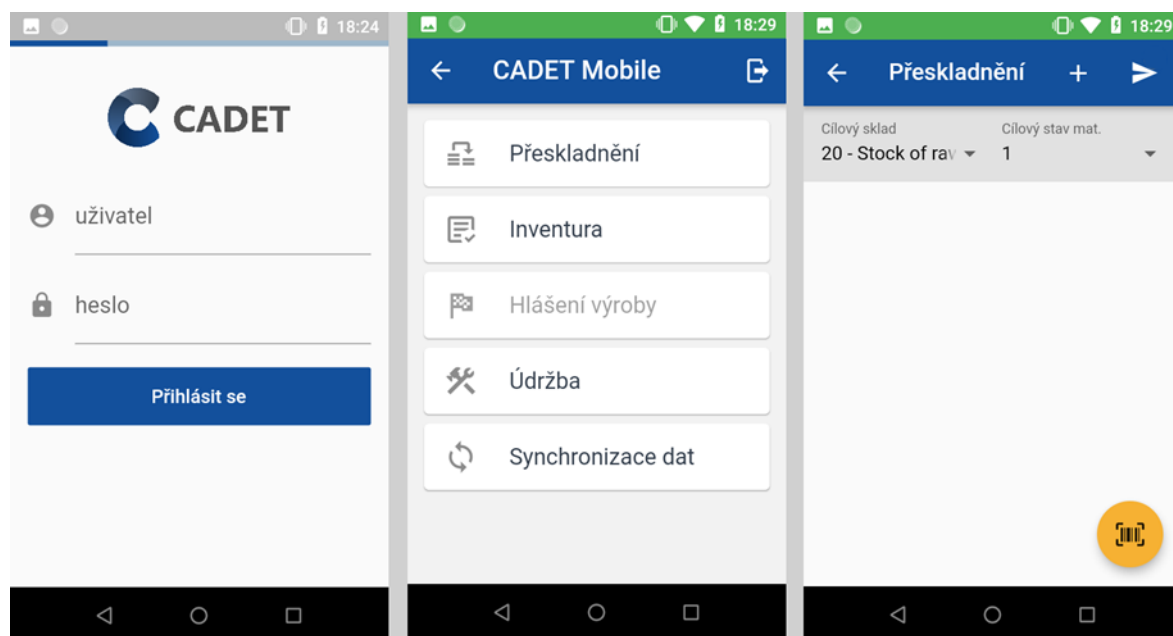 18:24
CADET
uživatel
heslo
Přihlásit se
18:29
CADET Mobile
Přeskladnění
Inventura
Hlášení výroby
Údržba
Synchronizace dat
18:29
Přeskladnění
Cílový sklad
Cílový stav mat.
20 - Stock of rav
1